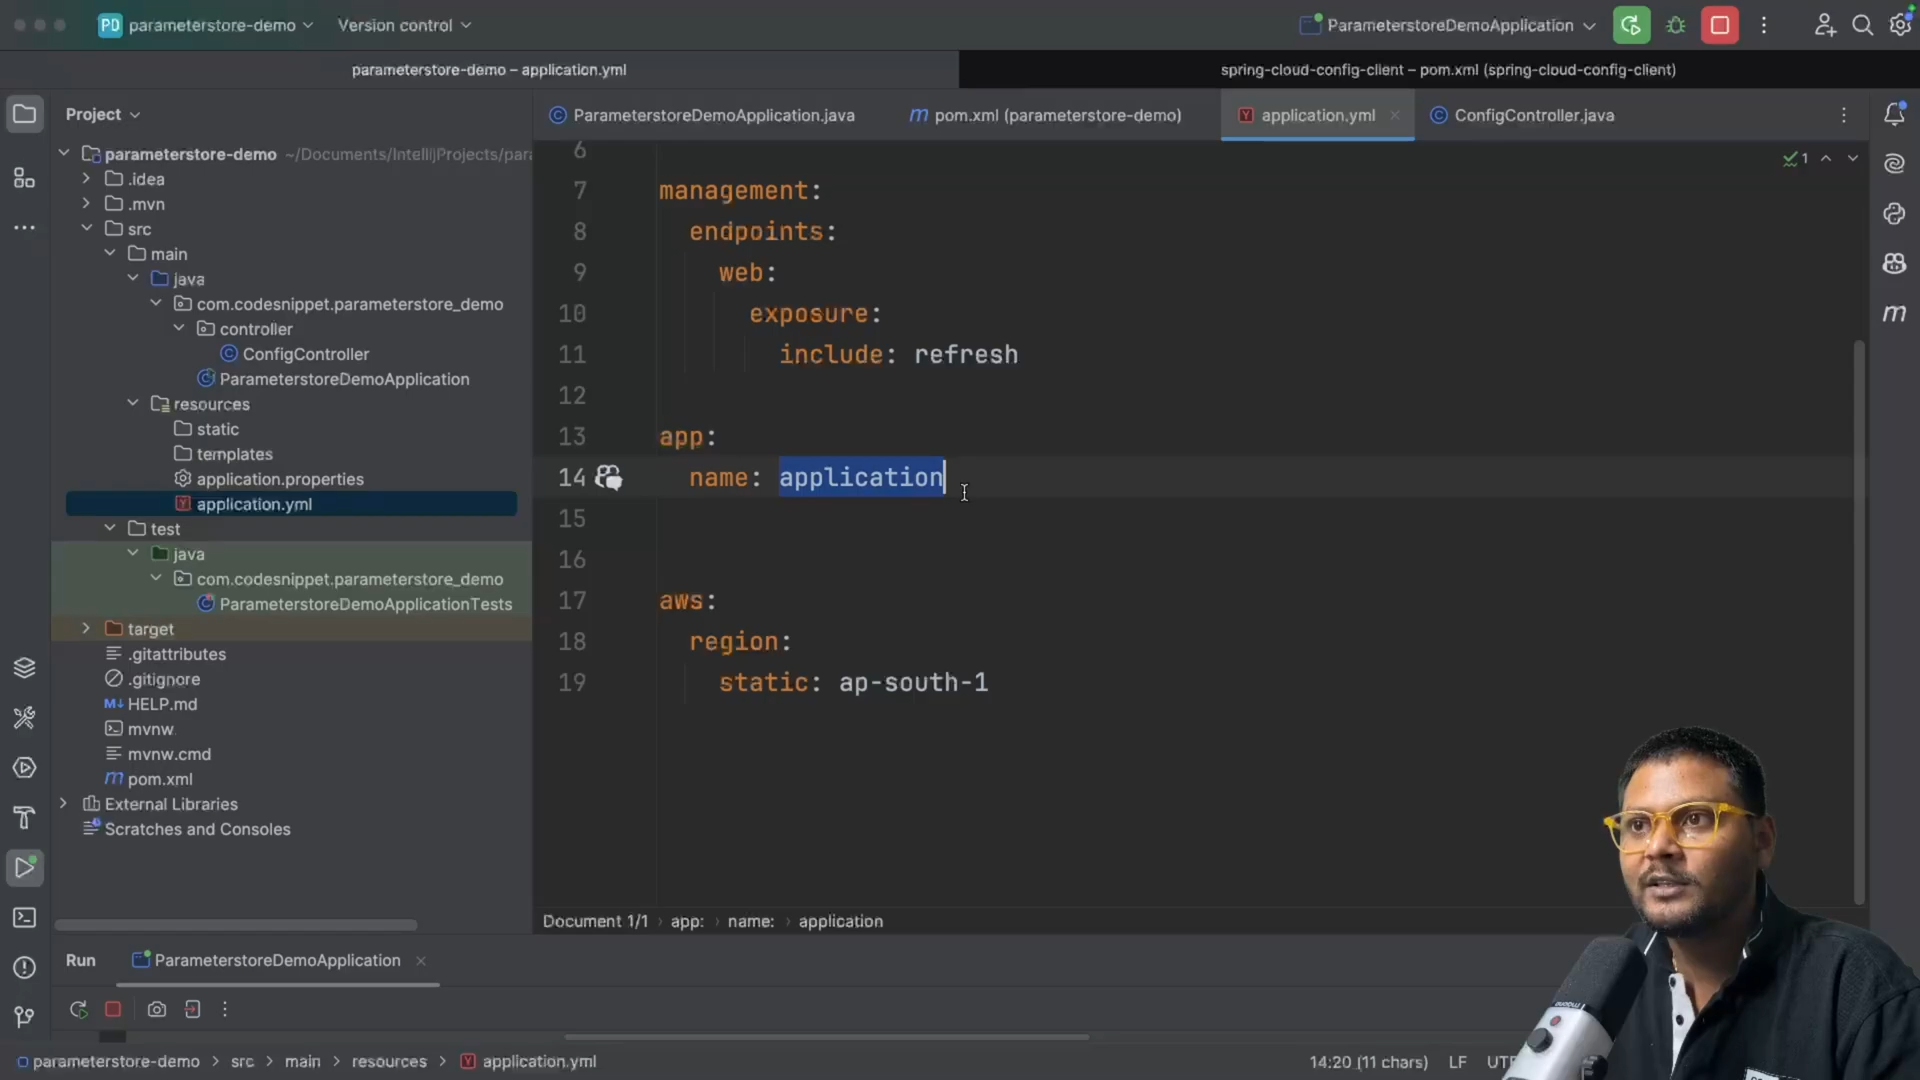 PD parameterstore-demo
Version control
ParameterstoreDemoApplication
parameterstore-demo – application.yml
spring-cloud-config-client – pom.xml (spring-cloud-config-client)
Project
ParameterstoreDemoApplication.java
m pom.xml (parameterstore-demo)
application.yml
ConfigController.java
parameterstore-demo ~/Documents/IntellijProjects/par
.idea
.mvn
src
main
java
com.codesnippet.parameterstore_demo
controller
ConfigController
ParameterstoreDemoApplication
resources
static
templates
application.properties
application.yml
test
java
com.codesnippet.parameterstore_demo
ParameterstoreDemoApplicationTests
target
.gitattributes
.gitignore
M↓ HELP.md
mvnw
mvnw.cmd
m pom.xml
External Libraries
Scratches and Consoles
1
6
7 management:
8 endpoints:
9 web:
10 exposure:
11 include: refresh
12
13 app:
14 name: application
15
16
17 aws:
18 region:
19 static: ap-south-1
m
Document 1/1 › app: › name: › application
Run
ParameterstoreDemoApplication
parameterstore-demo › src › main › resources › application.yml
14:20 (11 chars) LF